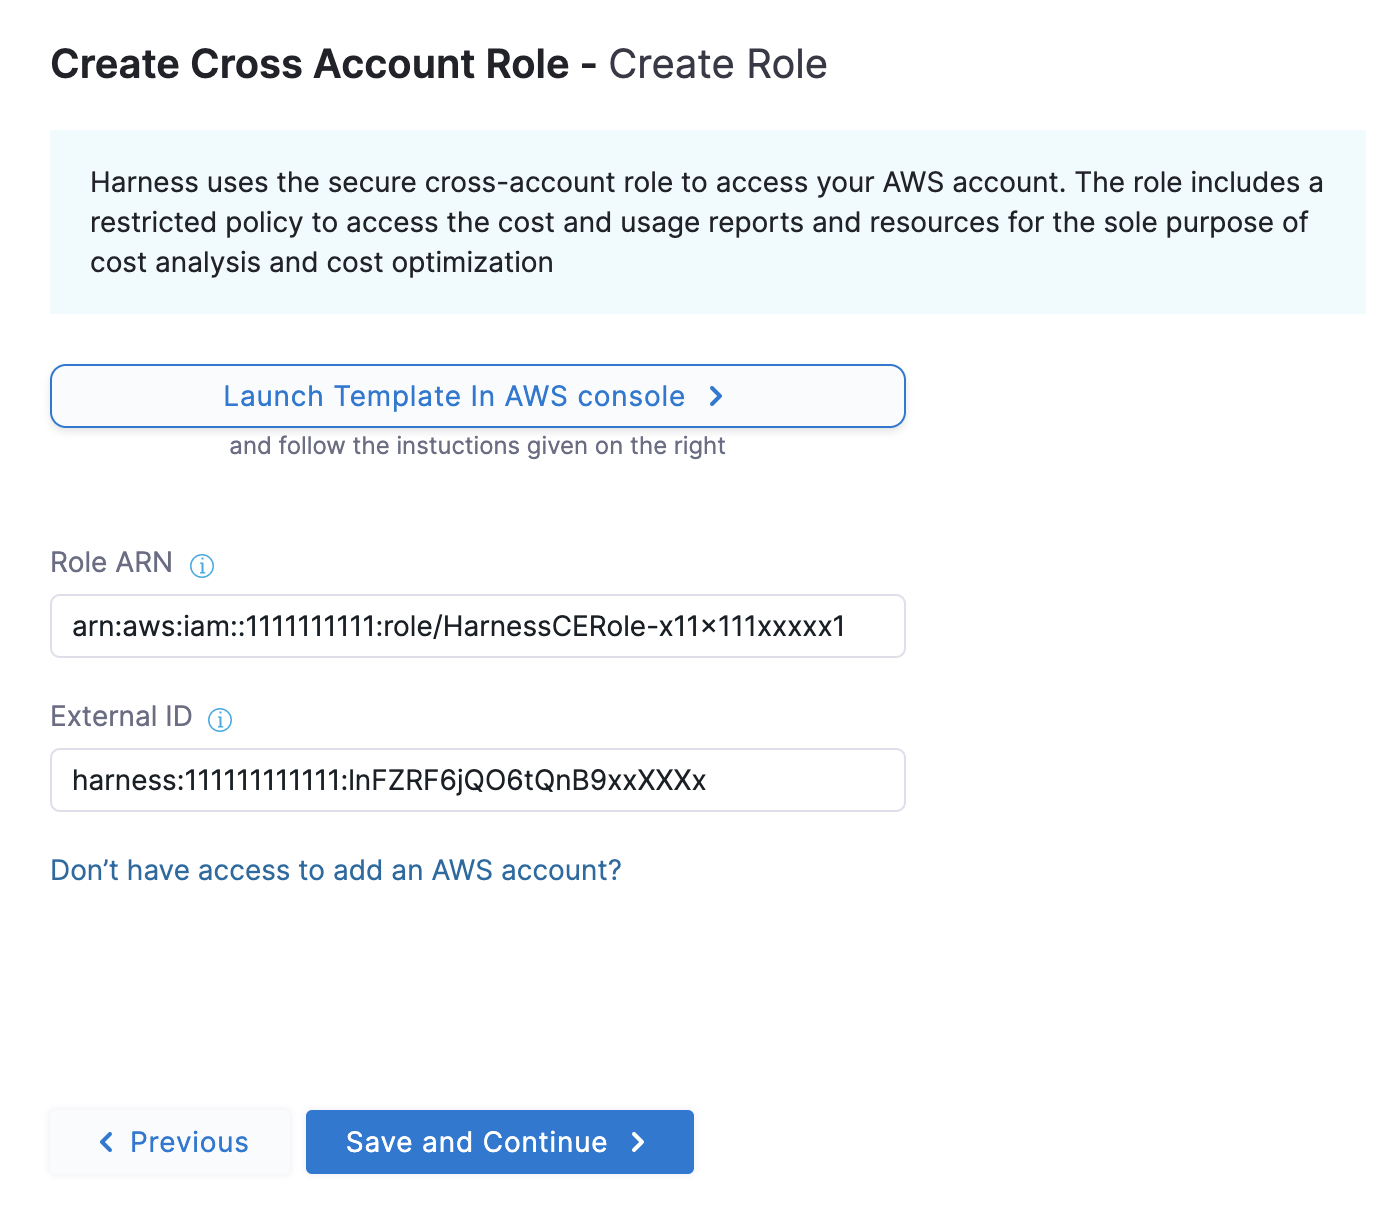 Create Cross Account Role - Create Role
Harness uses the secure cross-account role to access your AWS account. The role includes a
restricted policy to access the cost and usage reports and resources for the sole purpose of
cost analysis and cost optimization
Launch Template In AWS console
and follow the instuctions given on the right
Role ARN
arn:aws:iam::1111111111:role/HarnessCERole-x11×111xxxxx1
External ID
harness:111111111111:lnFZRF6jQO6tQnB9xxXXXx
Don’t have access to add an AWS account?
Previous
Save and Continue